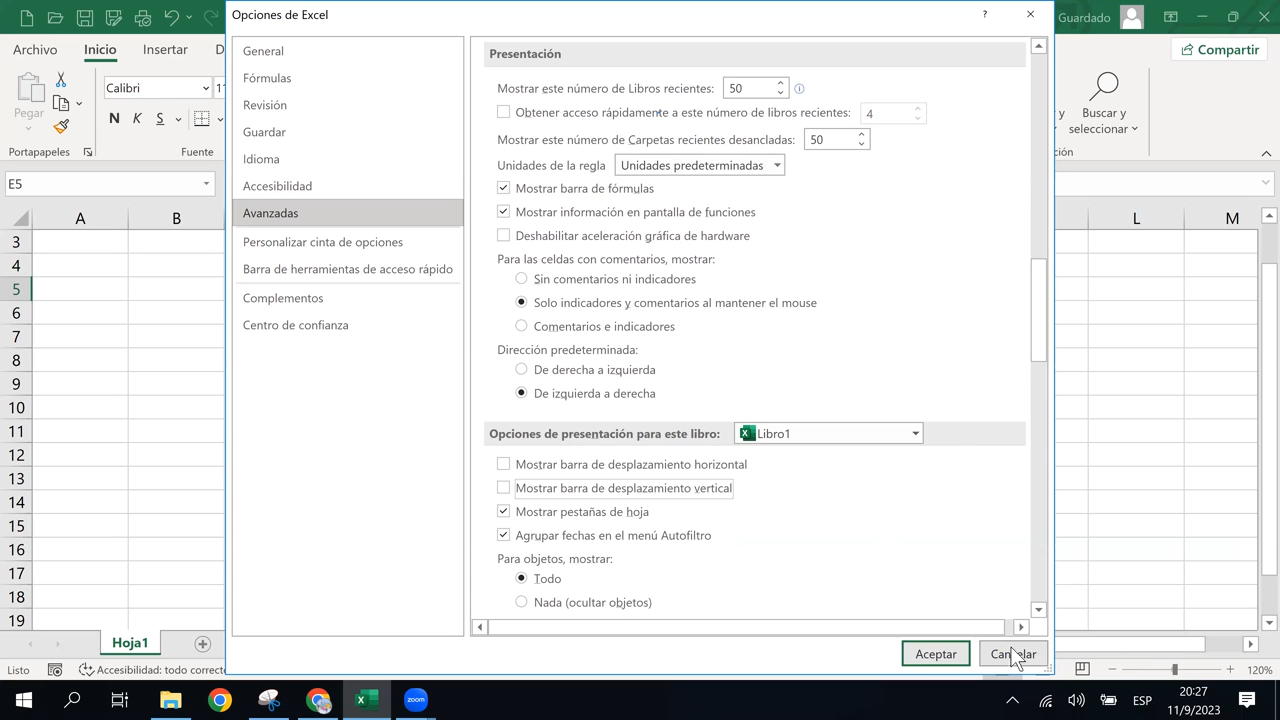 Opciones de Excel
?
Guardado
Archivo
Inicio
Insertar
D
Compartir
Pegar
Calibri
11
N K S
Buscar y
seleccionar
y
Portapapeles
Fuente
ción
E5
A B L M
3
4
5
6
7
8
9
10
11
12
13
14
15
16
17
18
19
General
Fórmulas
Revisión
Guardar
Idioma
Accesibilidad
Avanzadas
Personalizar cinta de opciones
Barra de herramientas de acceso rápido
Complementos
Centro de confianza
Presentación
Mostrar este número de Libros recientes: 50
Obtener acceso rápidamente a este número de libros recientes: 4
Mostrar este número de Carpetas recientes desancladas: 50
Unidades de la regla Unidades predeterminadas
Mostrar barra de fórmulas
Mostrar información en pantalla de funciones
Deshabilitar aceleración gráfica de hardware
Para las celdas con comentarios, mostrar:
Sin comentarios ni indicadores
Solo indicadores y comentarios al mantener el mouse
Comentarios e indicadores
Dirección predeterminada:
De derecha a izquierda
De izquierda a derecha
Opciones de presentación para este libro: Libro1
Mostrar barra de desplazamiento horizontal
Mostrar barra de desplazamiento vertical
Mostrar pestañas de hoja
Agrupar fechas en el menú Autofiltro
Para objetos, mostrar:
Todo
Nada (ocultar objetos)
Aceptar
Cancelar
Hoja1
Listo
Accesibilidad: todo correcto
120%
zoom
ESP
20:27
11/9/2023